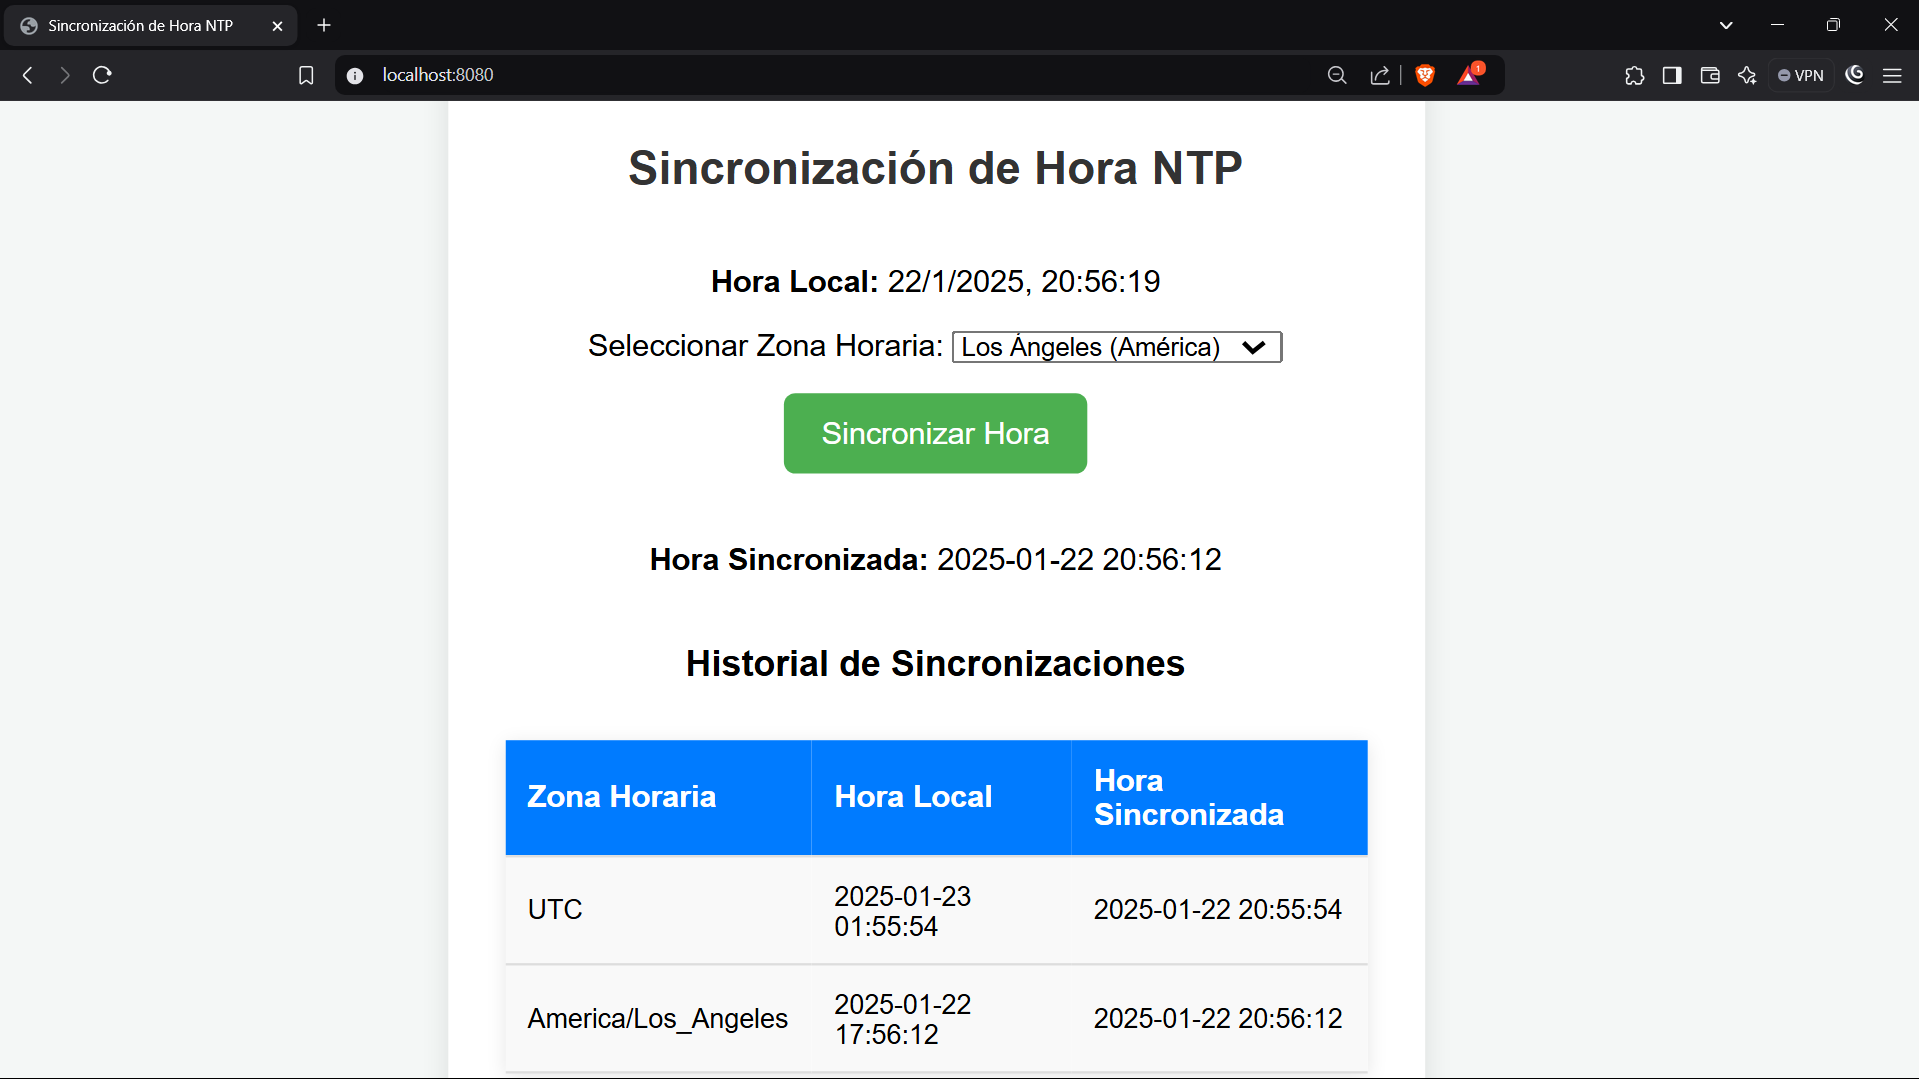 Sincronización de Hora NTP
localhost:8080
1
VPN
Sincronización de Hora NTP
Hora Local: 22/1/2025, 20:56:19
Seleccionar Zona Horaria: Los Ángeles (América)
Sincronizar Hora
Hora Sincronizada: 2025-01-22 20:56:12
Historial de Sincronizaciones
Zona Horaria
Hora Local
Hora
Sincronizada
UTC
2025-01-23
01:55:54
2025-01-22 20:55:54
America/Los_Angeles
2025-01-22
17:56:12
2025-01-22 20:56:12